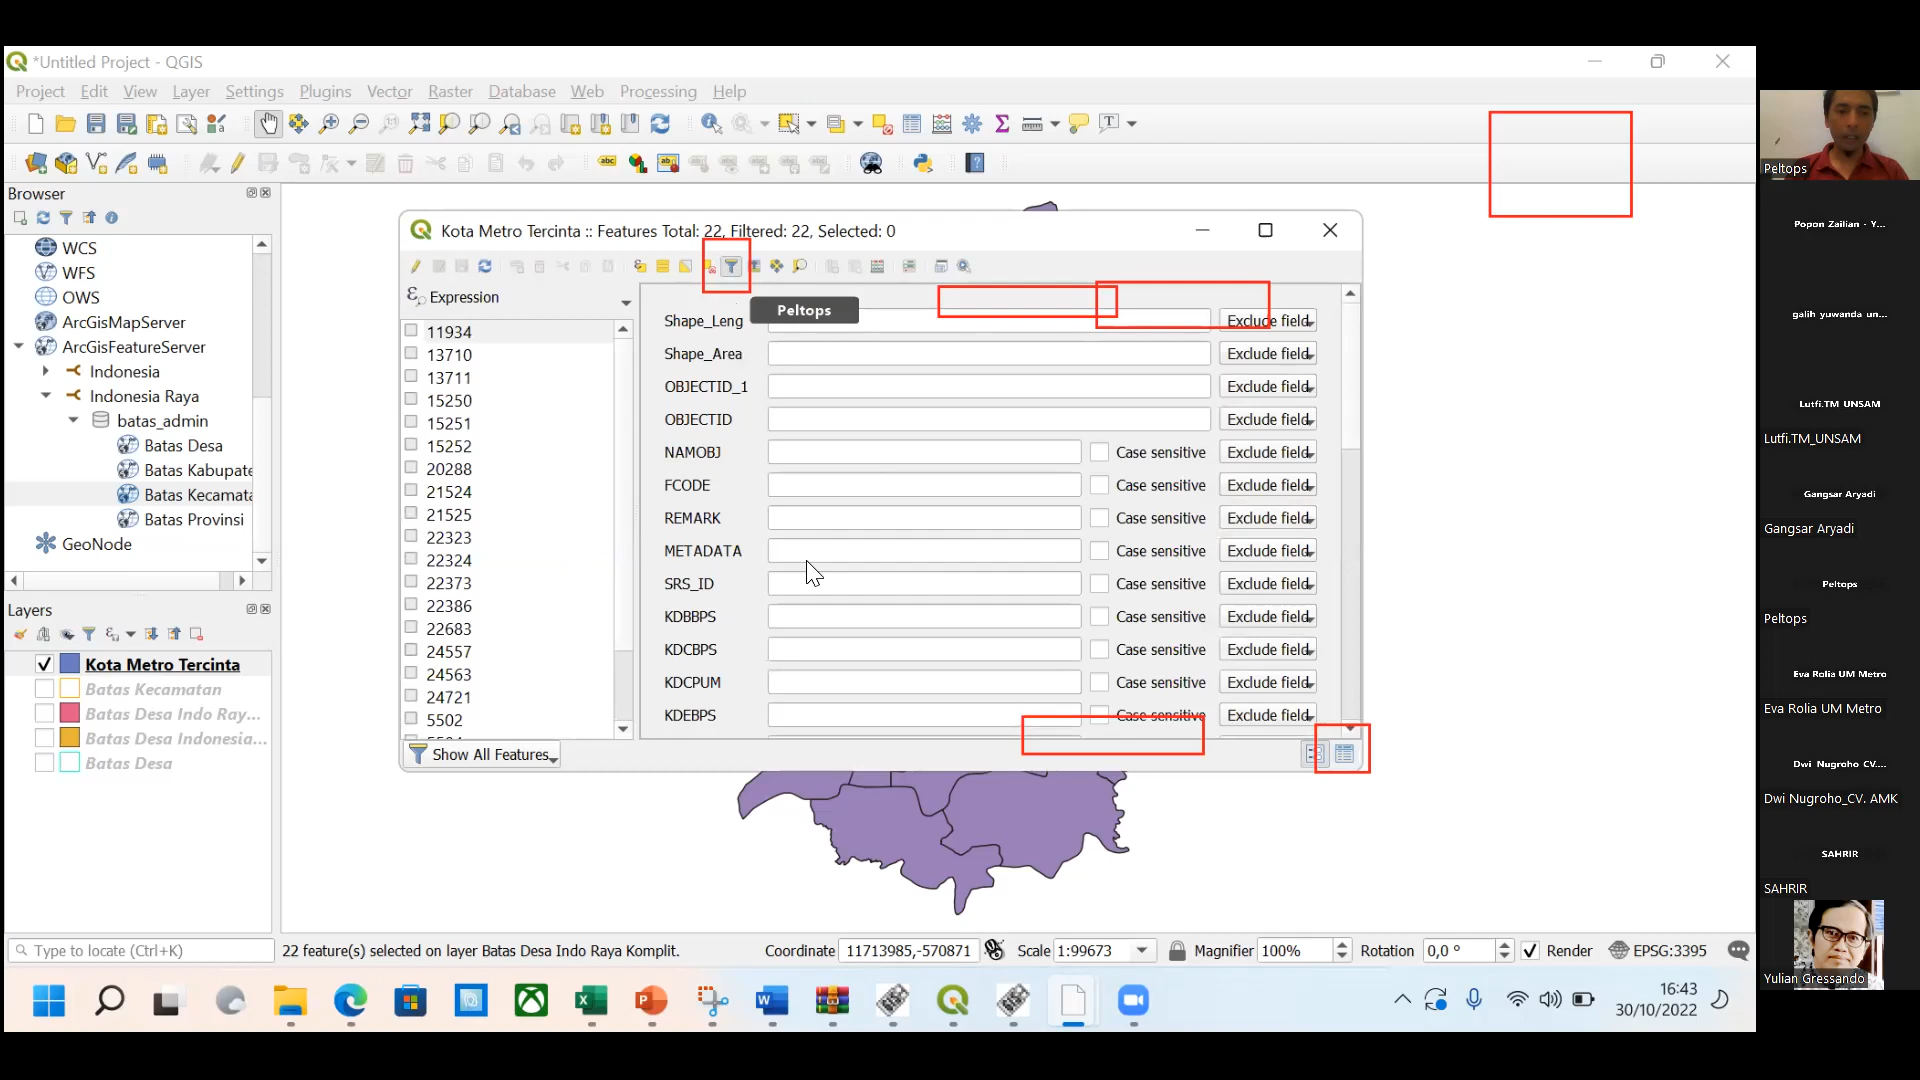 *Untitled Project - QGIS
Project Edit View Layer Settings Plugins Vector Raster Database Web Processing Help
Browser
WCS
WFS
OWS
ArcGisMapServer
ArcGisFeatureServer
Indonesia
Indonesia Raya
batas_admin
Batas Desa
Batas Kabupate
Batas Kecamata
Batas Provinsi
GeoNode
Layers
Kota Metro Tercinta
Batas Kecamatan
Batas Desa Indo Ray...
Batas Desa Indonesia...
Batas Desa
Kota Metro Tercinta :: Features Total: 22, Filtered: 22, Selected: 0
Expression
11934
13710
13711
15250
15251
15252
20288
21524
21525
22323
22324
22373
22386
22683
24557
24563
24721
5502
Show All Features
Peltops
Shape_Leng Exclude field
Shape_Area Exclude field
OBJECTID_1 Exclude field
OBJECTID Exclude field
NAMOBJ Case sensitive Exclude field
FCODE Case sensitive Exclude field
REMARK Case sensitive Exclude field
METADATA Case sensitive Exclude field
SRS_ID Case sensitive Exclude field
KDBBPS Case sensitive Exclude field
KDCBPS Case sensitive Exclude field
KDCPUM Case sensitive Exclude field
KDEBPS Case sensitive Exclude field
Type to locate (Ctrl+K) 22 feature(s) selected on layer Batas Desa Indo Raya Komplit. Coordinate 11713985,-570871 Scale 1:99673 Magnifier 100% Rotation 0,0 ° Render EPSG:3395
16:43
30/10/2022
Peltops
Popon Zailian - Y...
galih yuwanda un...
Lutfi.TM UNSAM
Lutfi.TM_UNSAM
Gangsar Aryadi
Gangsar Aryadi
Peltops
Peltops
Eva Rolia UM Metro
Eva Rolia UM Metro
Dwi Nugroho CV....
Dwi Nugroho_CV. AMK
SAHRIR
SAHRIR
Yulian Gressando